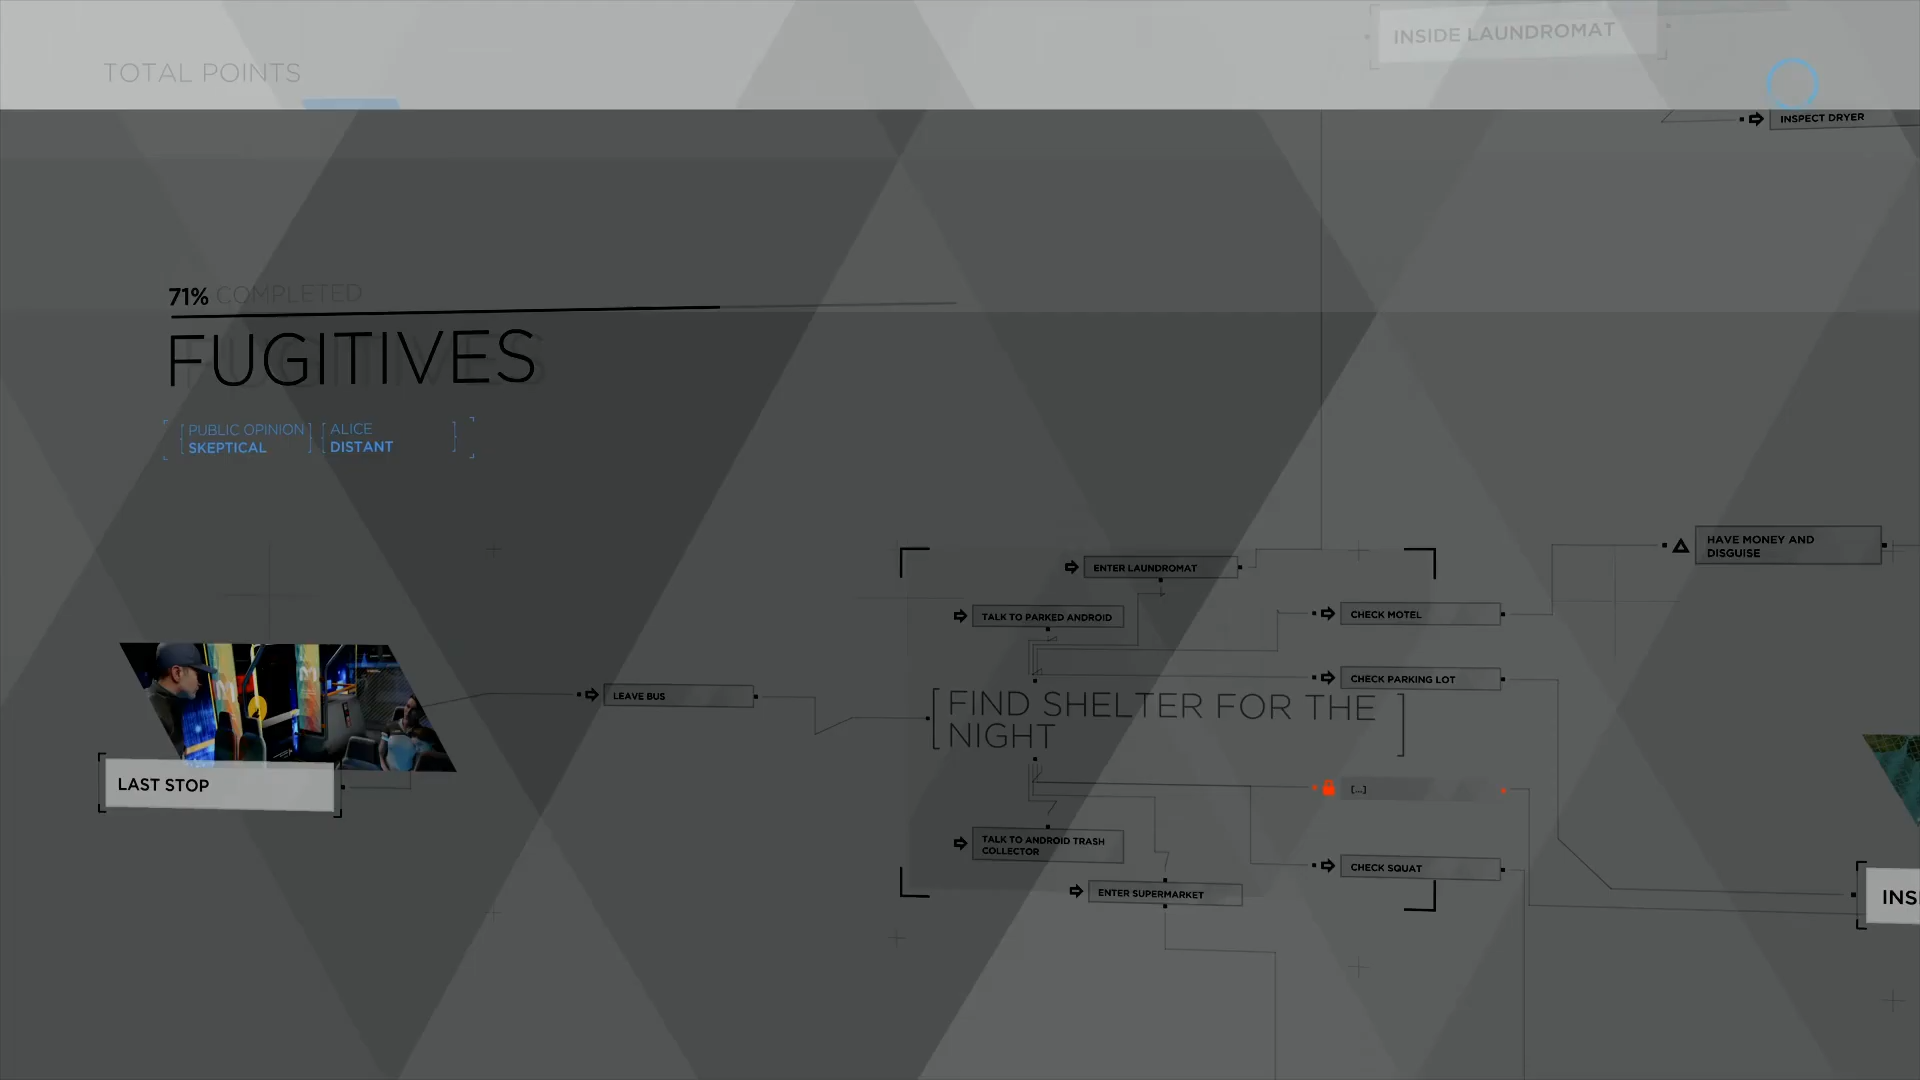 INSIDE LAUNDROMAT
TOTAL POINTS
INSPECT DRYER
71% COMPLETED
FUGITIVES
PUBLIC OPINION
SKEPTICAL
ALICE
DISTANT
HAVE MONEY AND
DISGUISE
ENTER LAUNDROMAT
TALK TO PARKED ANDROID
CHECK MOTEL
CHECK PARKING LOT
LEAVE BUS
[FIND SHELTER FOR THE
NIGHT]
LAST STOP
[...]
TALK TO ANDROID TRASH
COLLECTOR
CHECK SQUAT
ENTER SUPERMARKET
INSI